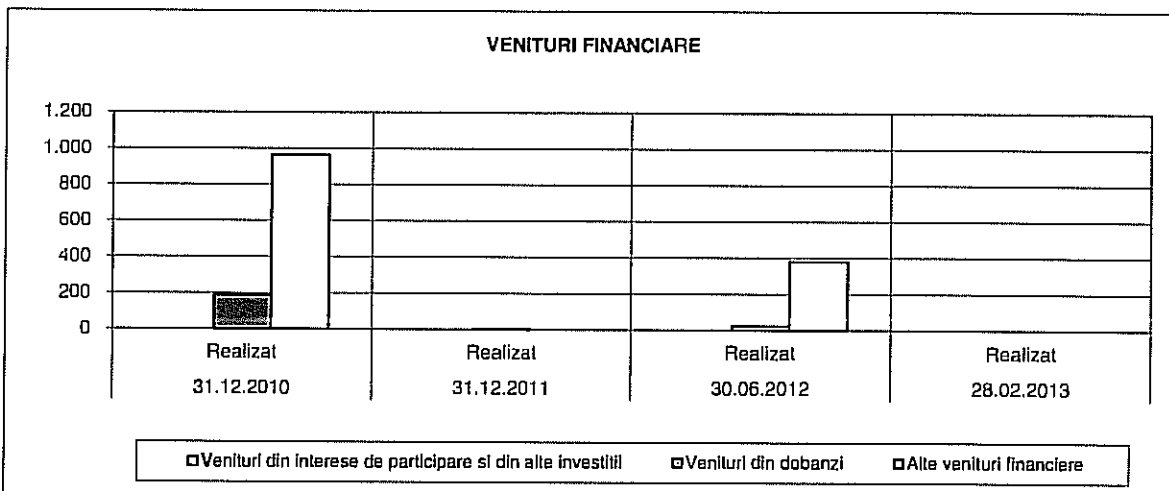 VENITURI FINANCIARE
1.200
1.000
800
600
400
200
0
Realizat Realizat Realizat Realizat
31.12.2010 31.12.2011 30.06.2012 28.02.2013
Venituri din interese de participare si din alte investitil Venituri din dobanzi Alte venituri financiere